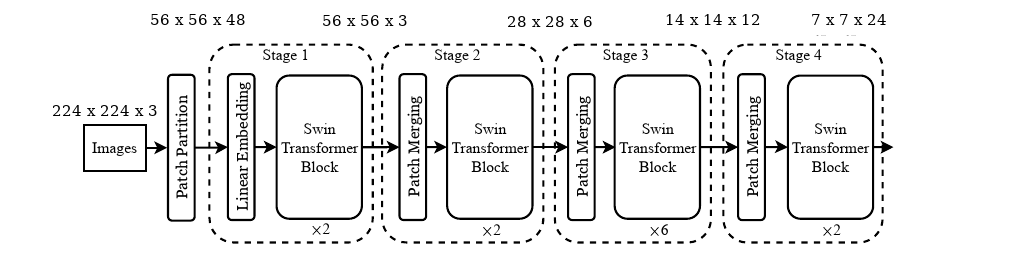 56 x 56 x 48
56 x 56 x 3
28 x 28 x 6
14 x 14 x 12
7 x 7 x 24
Stage 1
Stage 2
Stage 3
Stage 4
224 x 224 x 3
Images
Patch Partition
Linear Embedding
Swin
Transformer
Block
×2
Patch Merging
Swin
Transformer
Block
×2
Patch Merging
Swin
Transformer
Block
×6
Patch Merging
Swin
Transformer
Block
×2